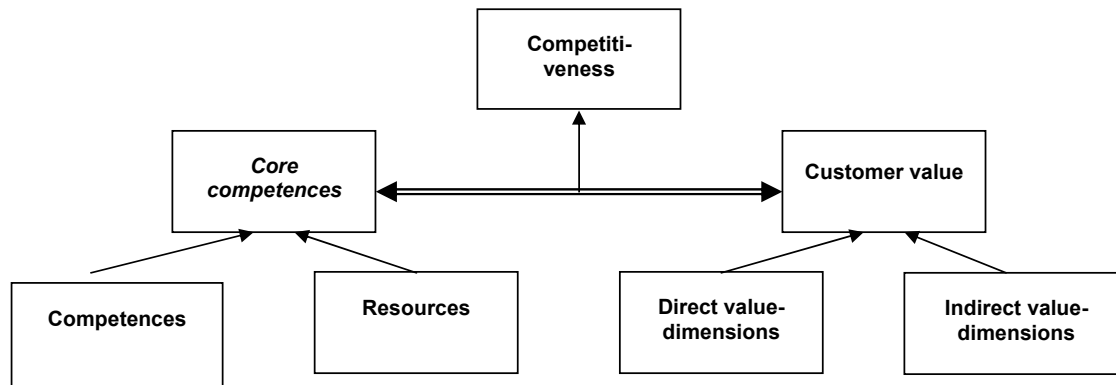 Competiti-
veness
Core
competences
Customer value
Competences
Resources
Direct value-
dimensions
Indirect value-
dimensions